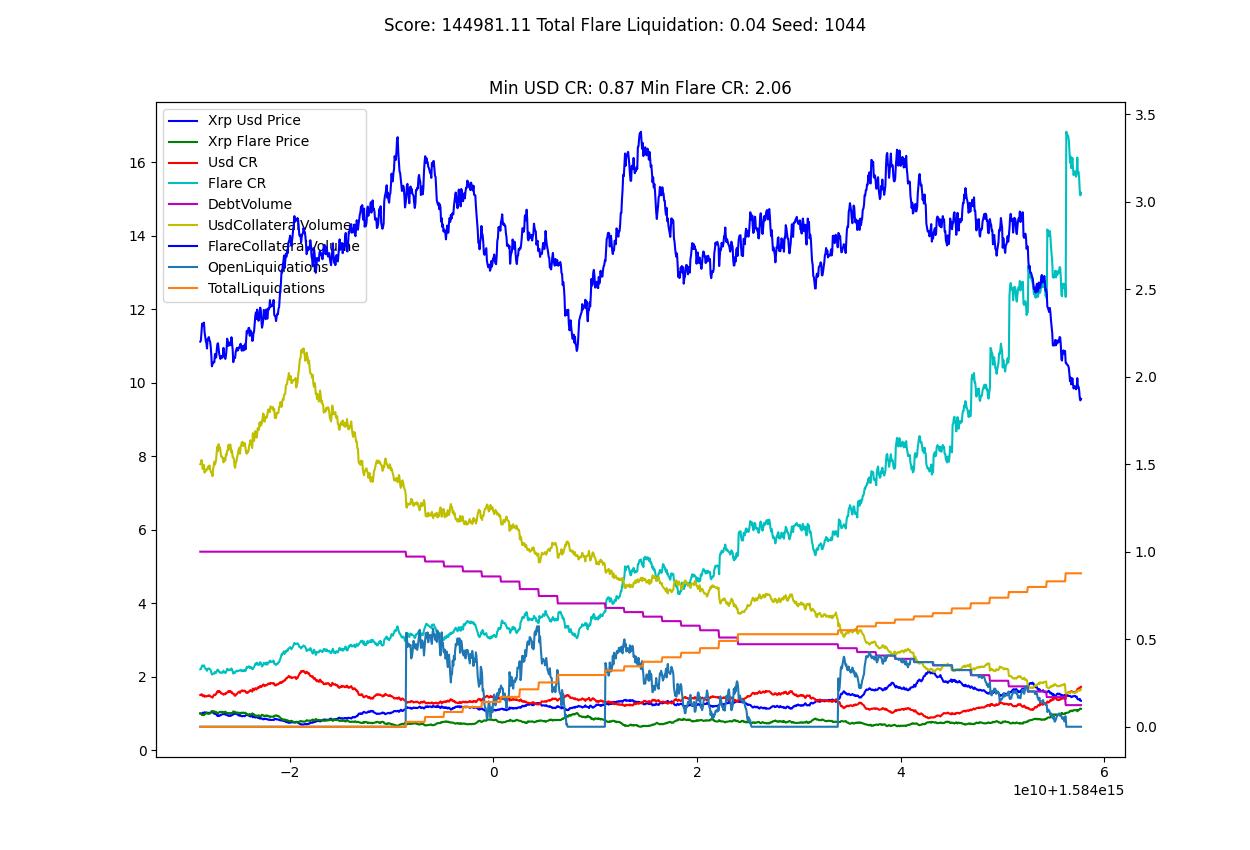 Score: 144981.11 Total Flare Liquidation: 0.04 Seed: 1044
Min USD CR: 0.87 Min Flare CR: 2.06
Xrp Usd Price
Xrp Flare Price
Usd CR
Flare CR
DebtVolume
UsdCollateralVolume
FlareCollateralVolume
OpenLiquidations
TotalLiquidations
16
14
12
10
8
6
4
2
0
3.5
3.0
2.5
2.0
1.5
1.0
0.5
0.0
−2
0
2
4
6
1e10+1.584e15